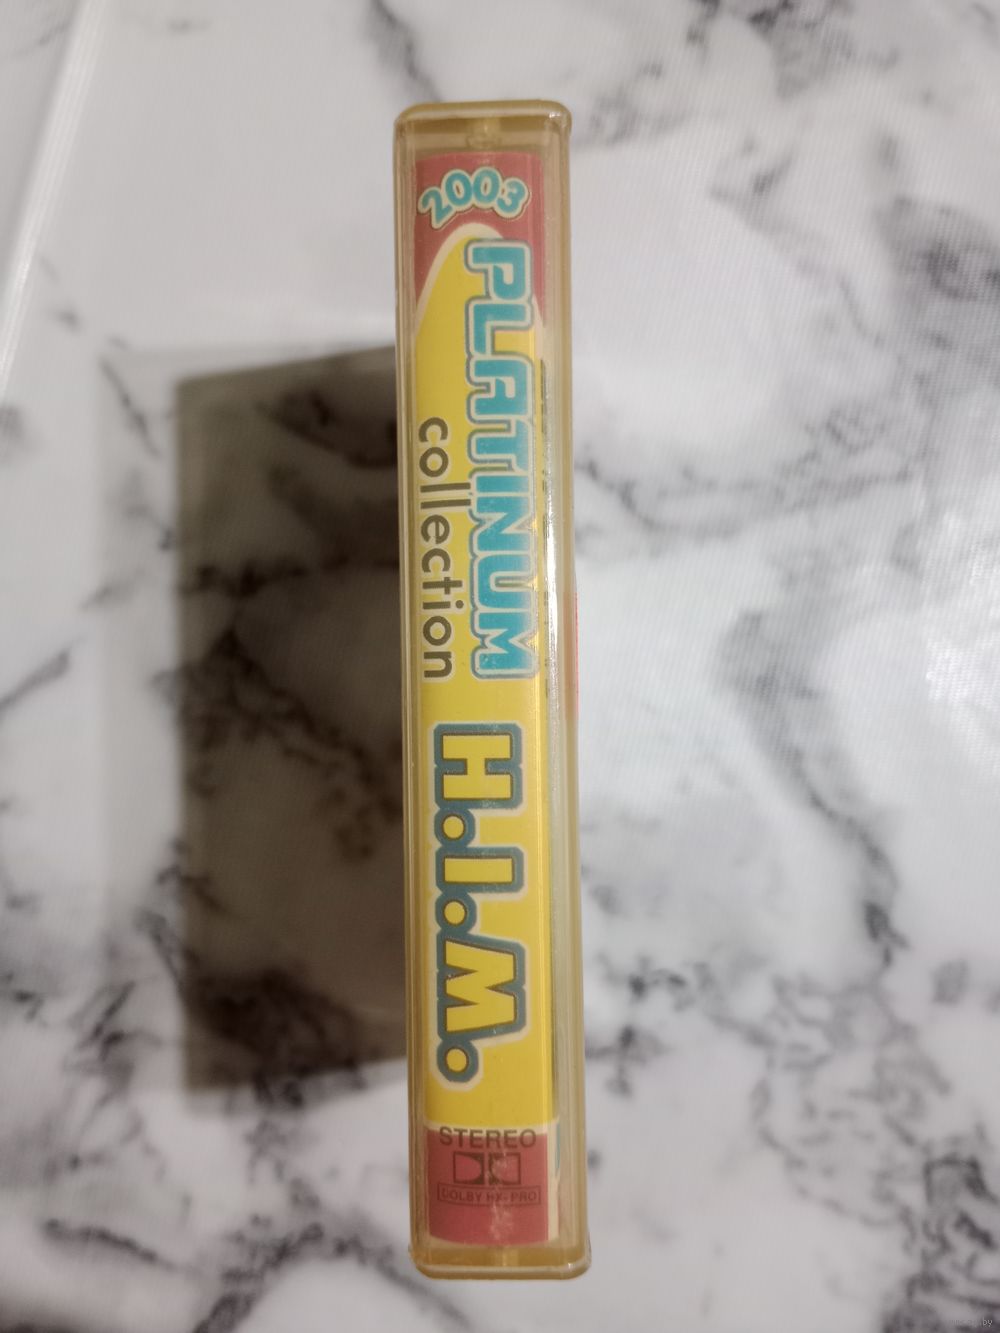 2003
PLATINUM
collection
H.I.M.
STEREO
DOLBY HX-PRO